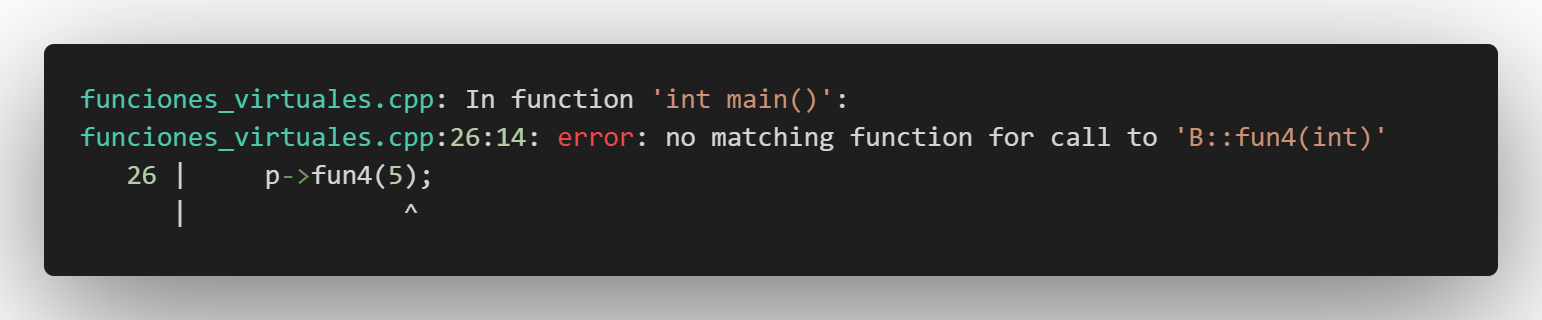 funciones_virtuales.cpp: In function 'int main()':
funciones_virtuales.cpp:26:14: error: no matching function for call to 'B::fun4(int)'
   26 |     p->fun4(5);
      |              ^